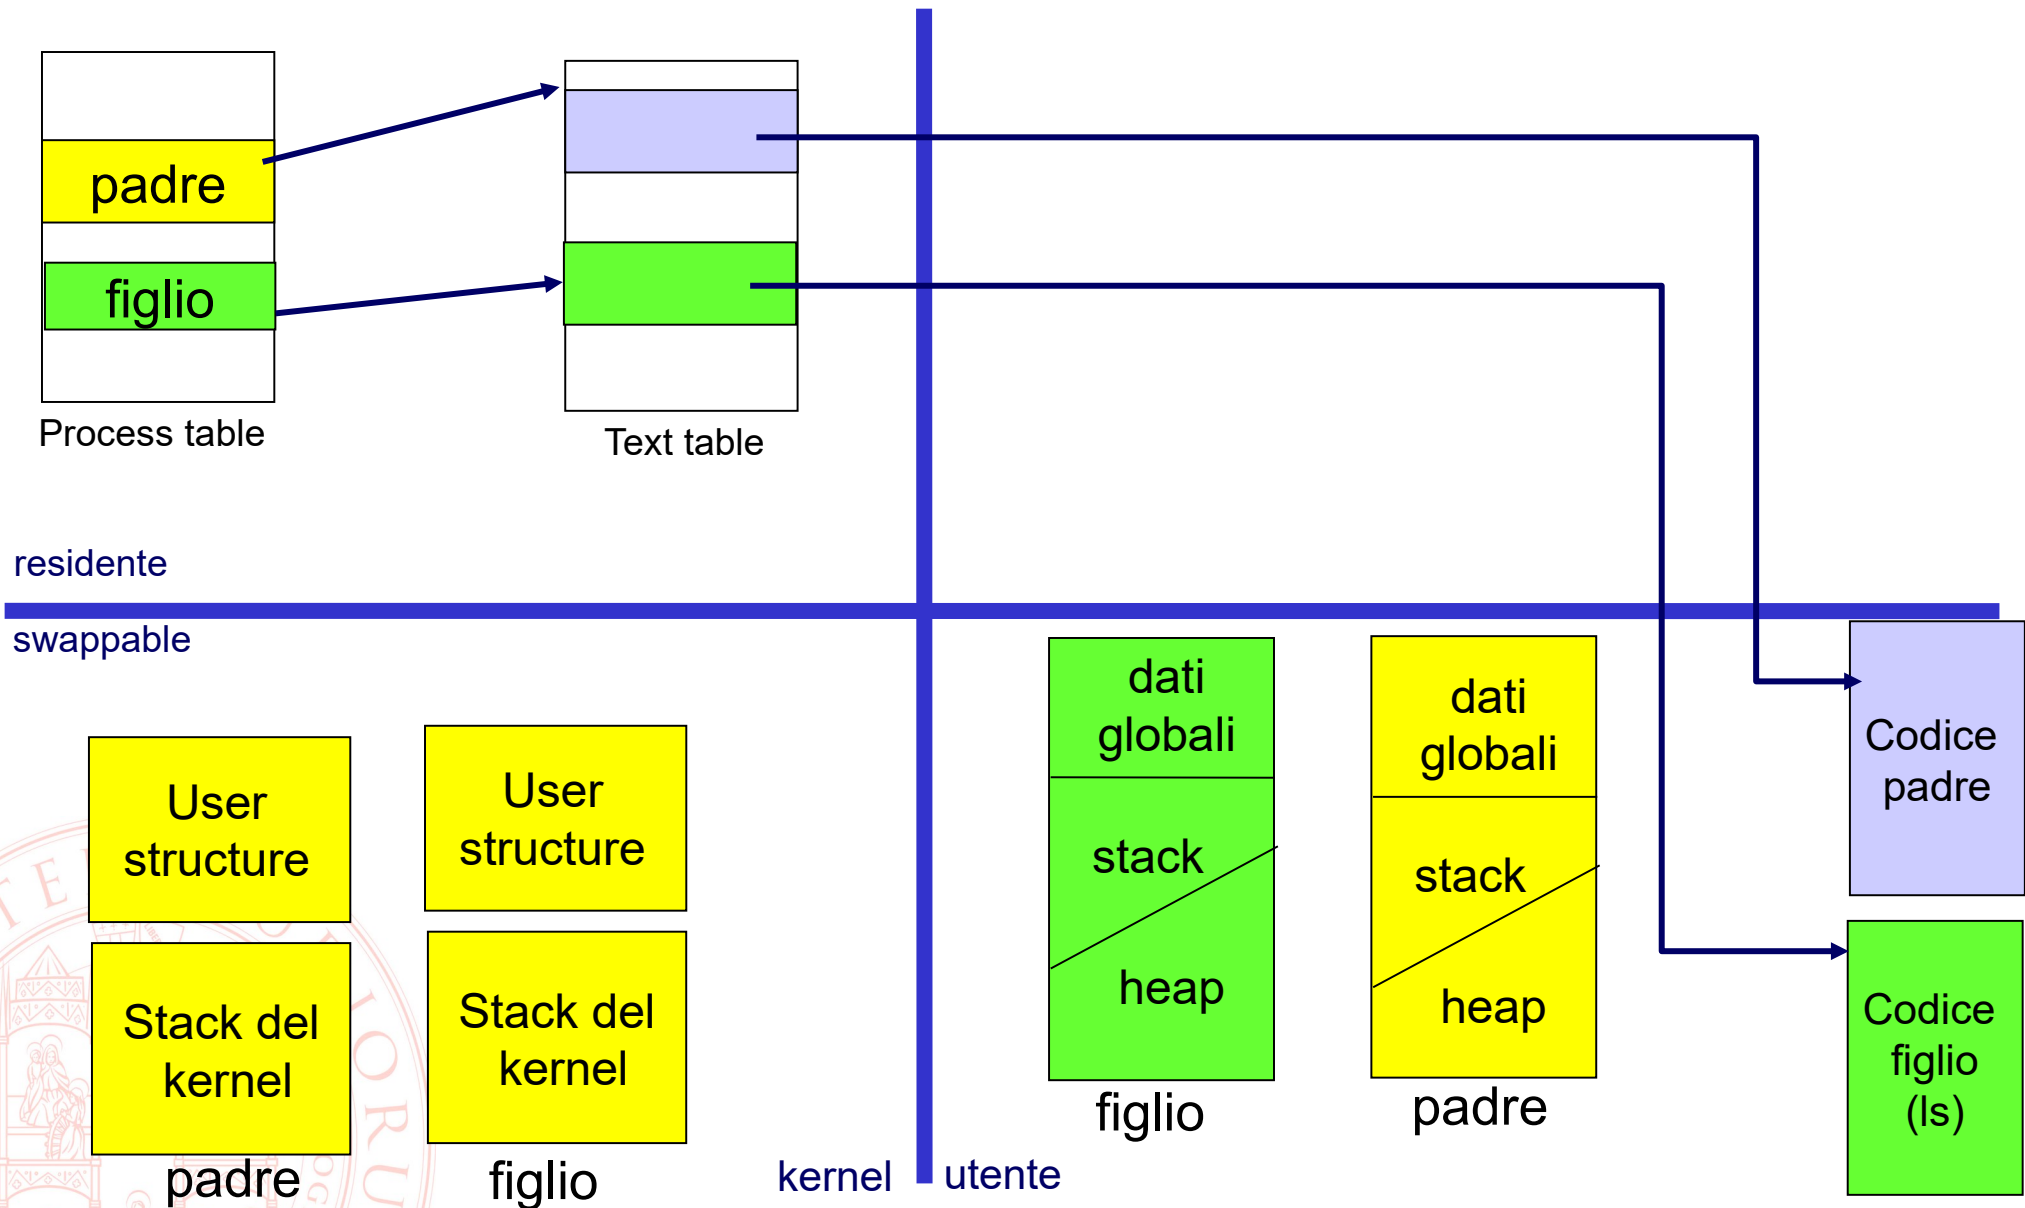 padre
figlio
Process table
Text table
residente
swappable
User
structure
Stack del
kernel
padre
User
structure
Stack del
kernel
figlio
kernel
utente
dati
globali
stack
heap
figlio
dati
globali
stack
heap
padre
Codice
padre
Codice
figlio
(ls)